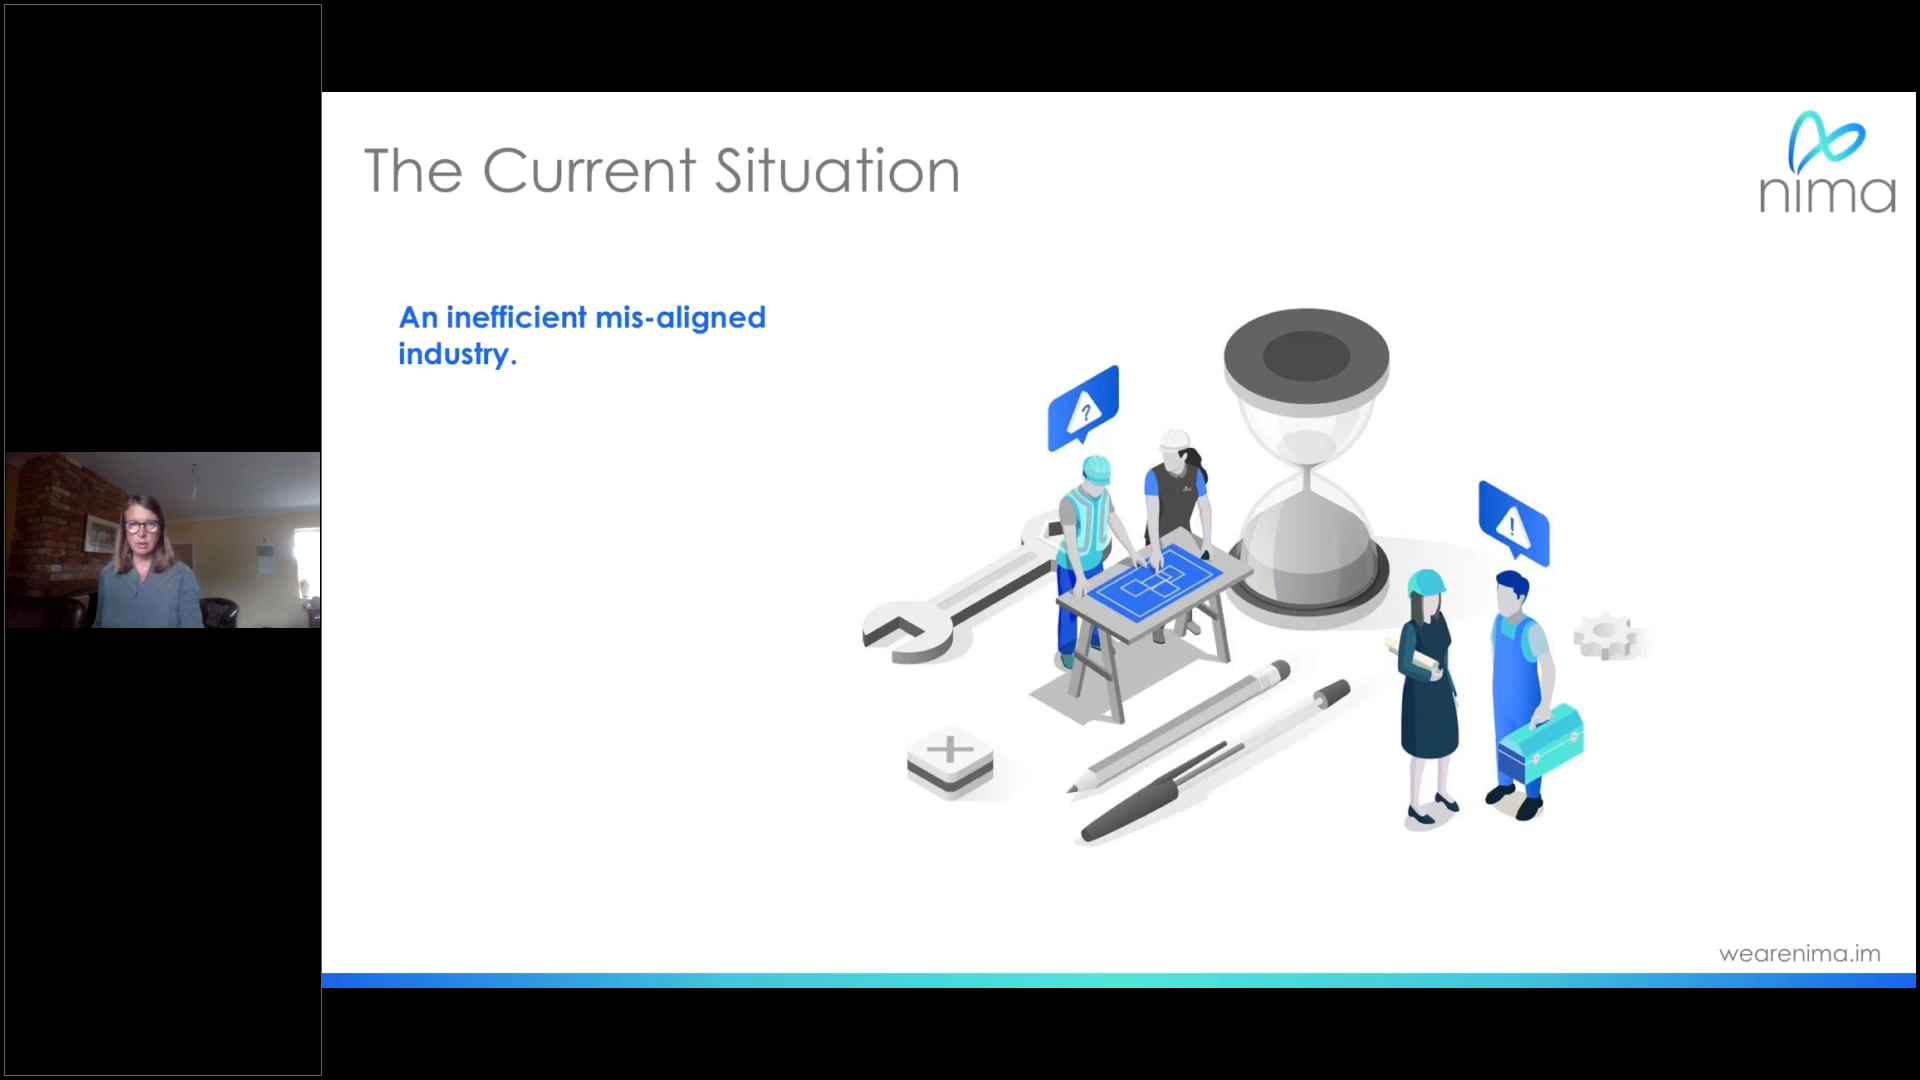 The Current Situation
nima
An inefficient mis-aligned
industry.
?
!
wearenima.im